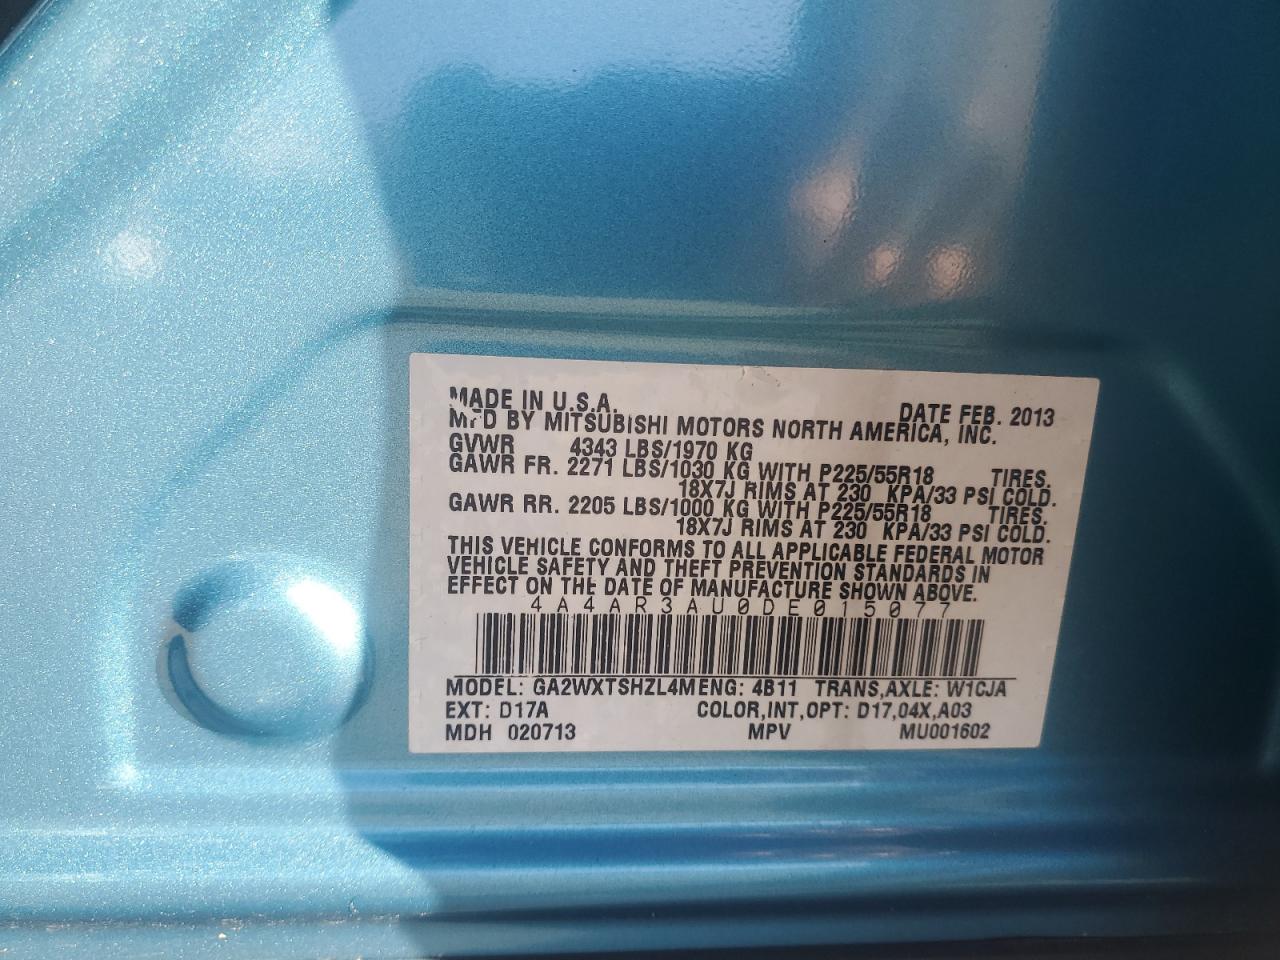 MADE IN U.S.A. DATE FEB. 2013
MFD BY MITSUBISHI MOTORS NORTH AMERICA, INC.
GVWR 4343 LBS/1970 KG
GAWR FR. 2271 LBS/1030 KG WITH P225/55R18 TIRES.
18X7J RIMS AT 230 KPA/33 PSI COLD.
GAWR RR. 2205 LBS/1000 KG WITH P225/55R18 TIRES.
18X7J RIMS AT 230 KPA/33 PSI COLD.
THIS VEHICLE CONFORMS TO ALL APPLICABLE FEDERAL MOTOR
VEHICLE SAFETY AND THEFT PREVENTION STANDARDS IN
EFFECT ON THE DATE OF MANUFACTURE SHOWN ABOVE.
4A4AR3AU0DE015077
MODEL: GA2WXTSHZL4M ENG: 4B11 TRANS,AXLE: W1CJA
EXT: D17A COLOR,INT,OPT: D17,04X,A03
MDH 020713 MPV MU001602